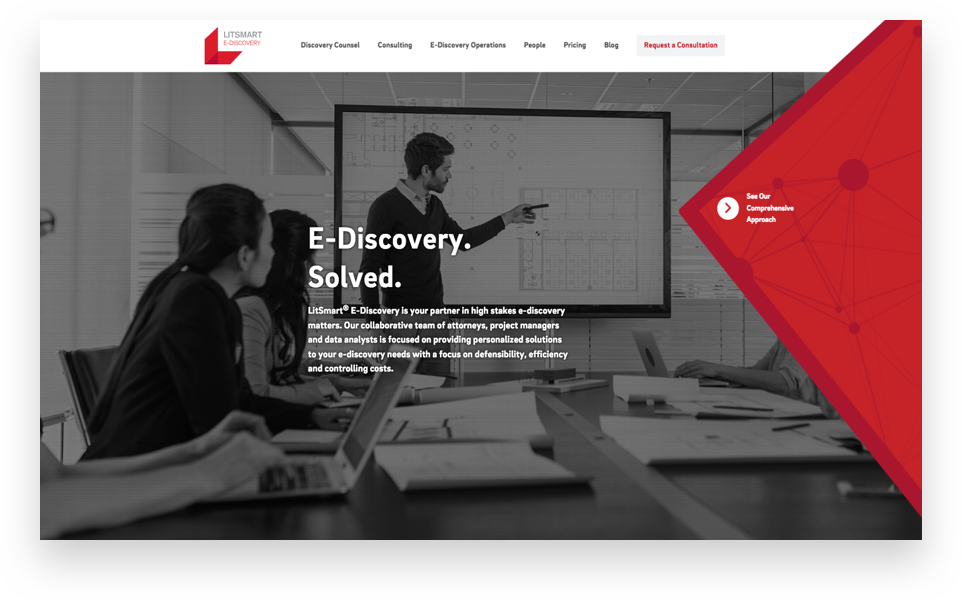 LITSMART
E-DISCOVERY
Discovery Counsel Consulting E-Discovery Operations People Pricing Blog Request a Consultation
See Our
Comprehensive
Approach
E-Discovery.
Solved.
LitSmart® E-Discovery is your partner in high stakes e-discovery
matters. Our collaborative team of attorneys, project managers
and data analysts is focused on providing personalized solutions
to your e-discovery needs with a focus on defensibility, efficiency
and controlling costs.